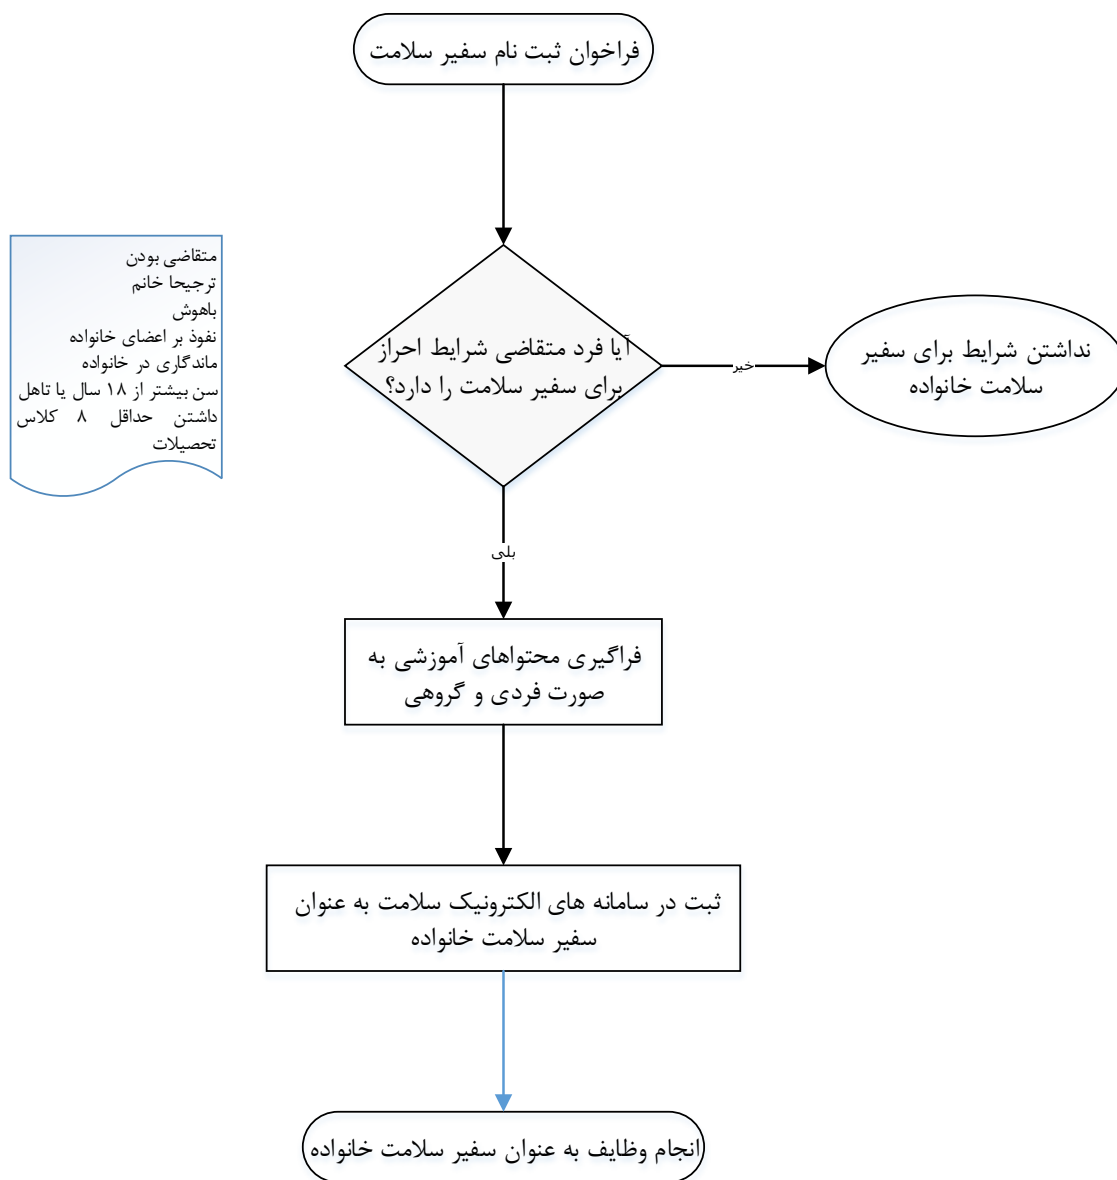 فراخوان ثبت نام سفیر سلامت
متقاضی بودن
ترجیحا خانم
باهوش
نفوذ بر اعضای خانواده
ماندگاری در خانواده
سن بیشتر از ۱۸ سال یا تاهل
داشتن حداقل ۸ کلاس
تحصیلات
آیا فرد متقاضی شرایط احراز
برای سفیر سلامت را دارد؟
خیر
نداشتن شرایط برای سفیر
سلامت خانواده
بلی
فراگیری محتواهای آموزشی به
صورت فردی و گروهی
ثبت در سامانه های الکترونیک سلامت به عنوان
سفیر سلامت خانواده
انجام وظایف به عنوان سفیر سلامت خانواده